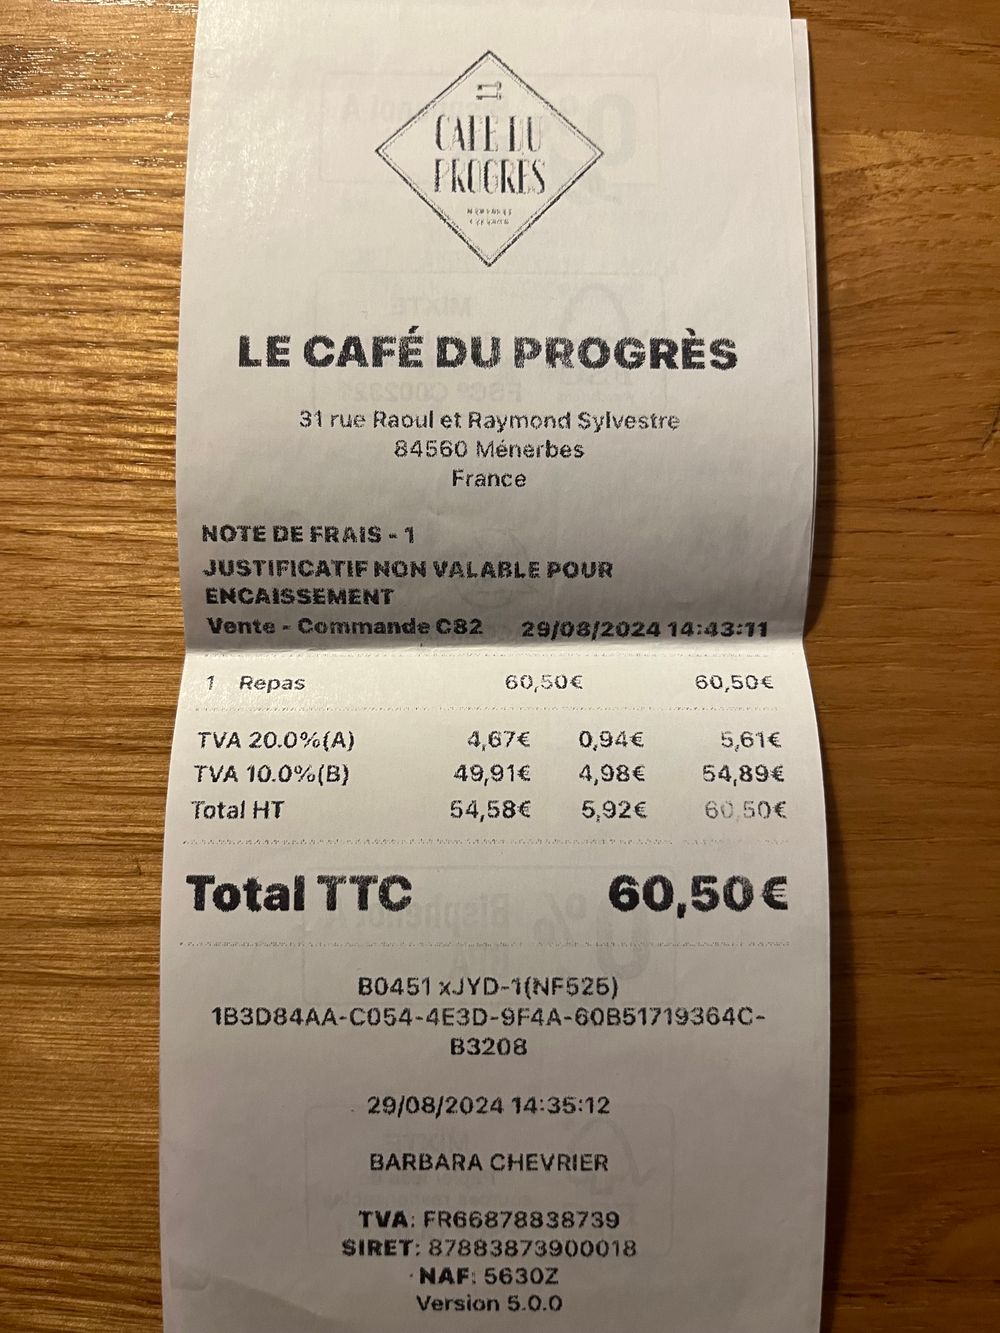 CAFE DU
PROGRES
LE CAFÉ DU PROGRÈS
31 rue Raoul et Raymond Sylvestre
84560 Ménerbes
France
NOTE DE FRAIS - 1
JUSTIFICATIF NON VALABLE POUR
ENCAISSEMENT
Vente - Commande C82 29/08/2024 14:43:11
1 Repas 60,50€ 60,50€
TVA 20.0%(A) 4,67€ 0,94€ 5,61€
TVA 10.0%(B) 49,91€ 4,98€ 54,89€
Total HT 54,58€ 5,92€ 60,50€
Total TTC 60,50€
B0451 xJYD-1(NF525)
1B3D84AA-C054-4E3D-9F4A-60B51719364C-
B3208
29/08/2024 14:35:12
BARBARA CHEVRIER
TVA: FR66878838739
SIRET: 87883873900018
NAF: 5630Z
Version 5.0.0